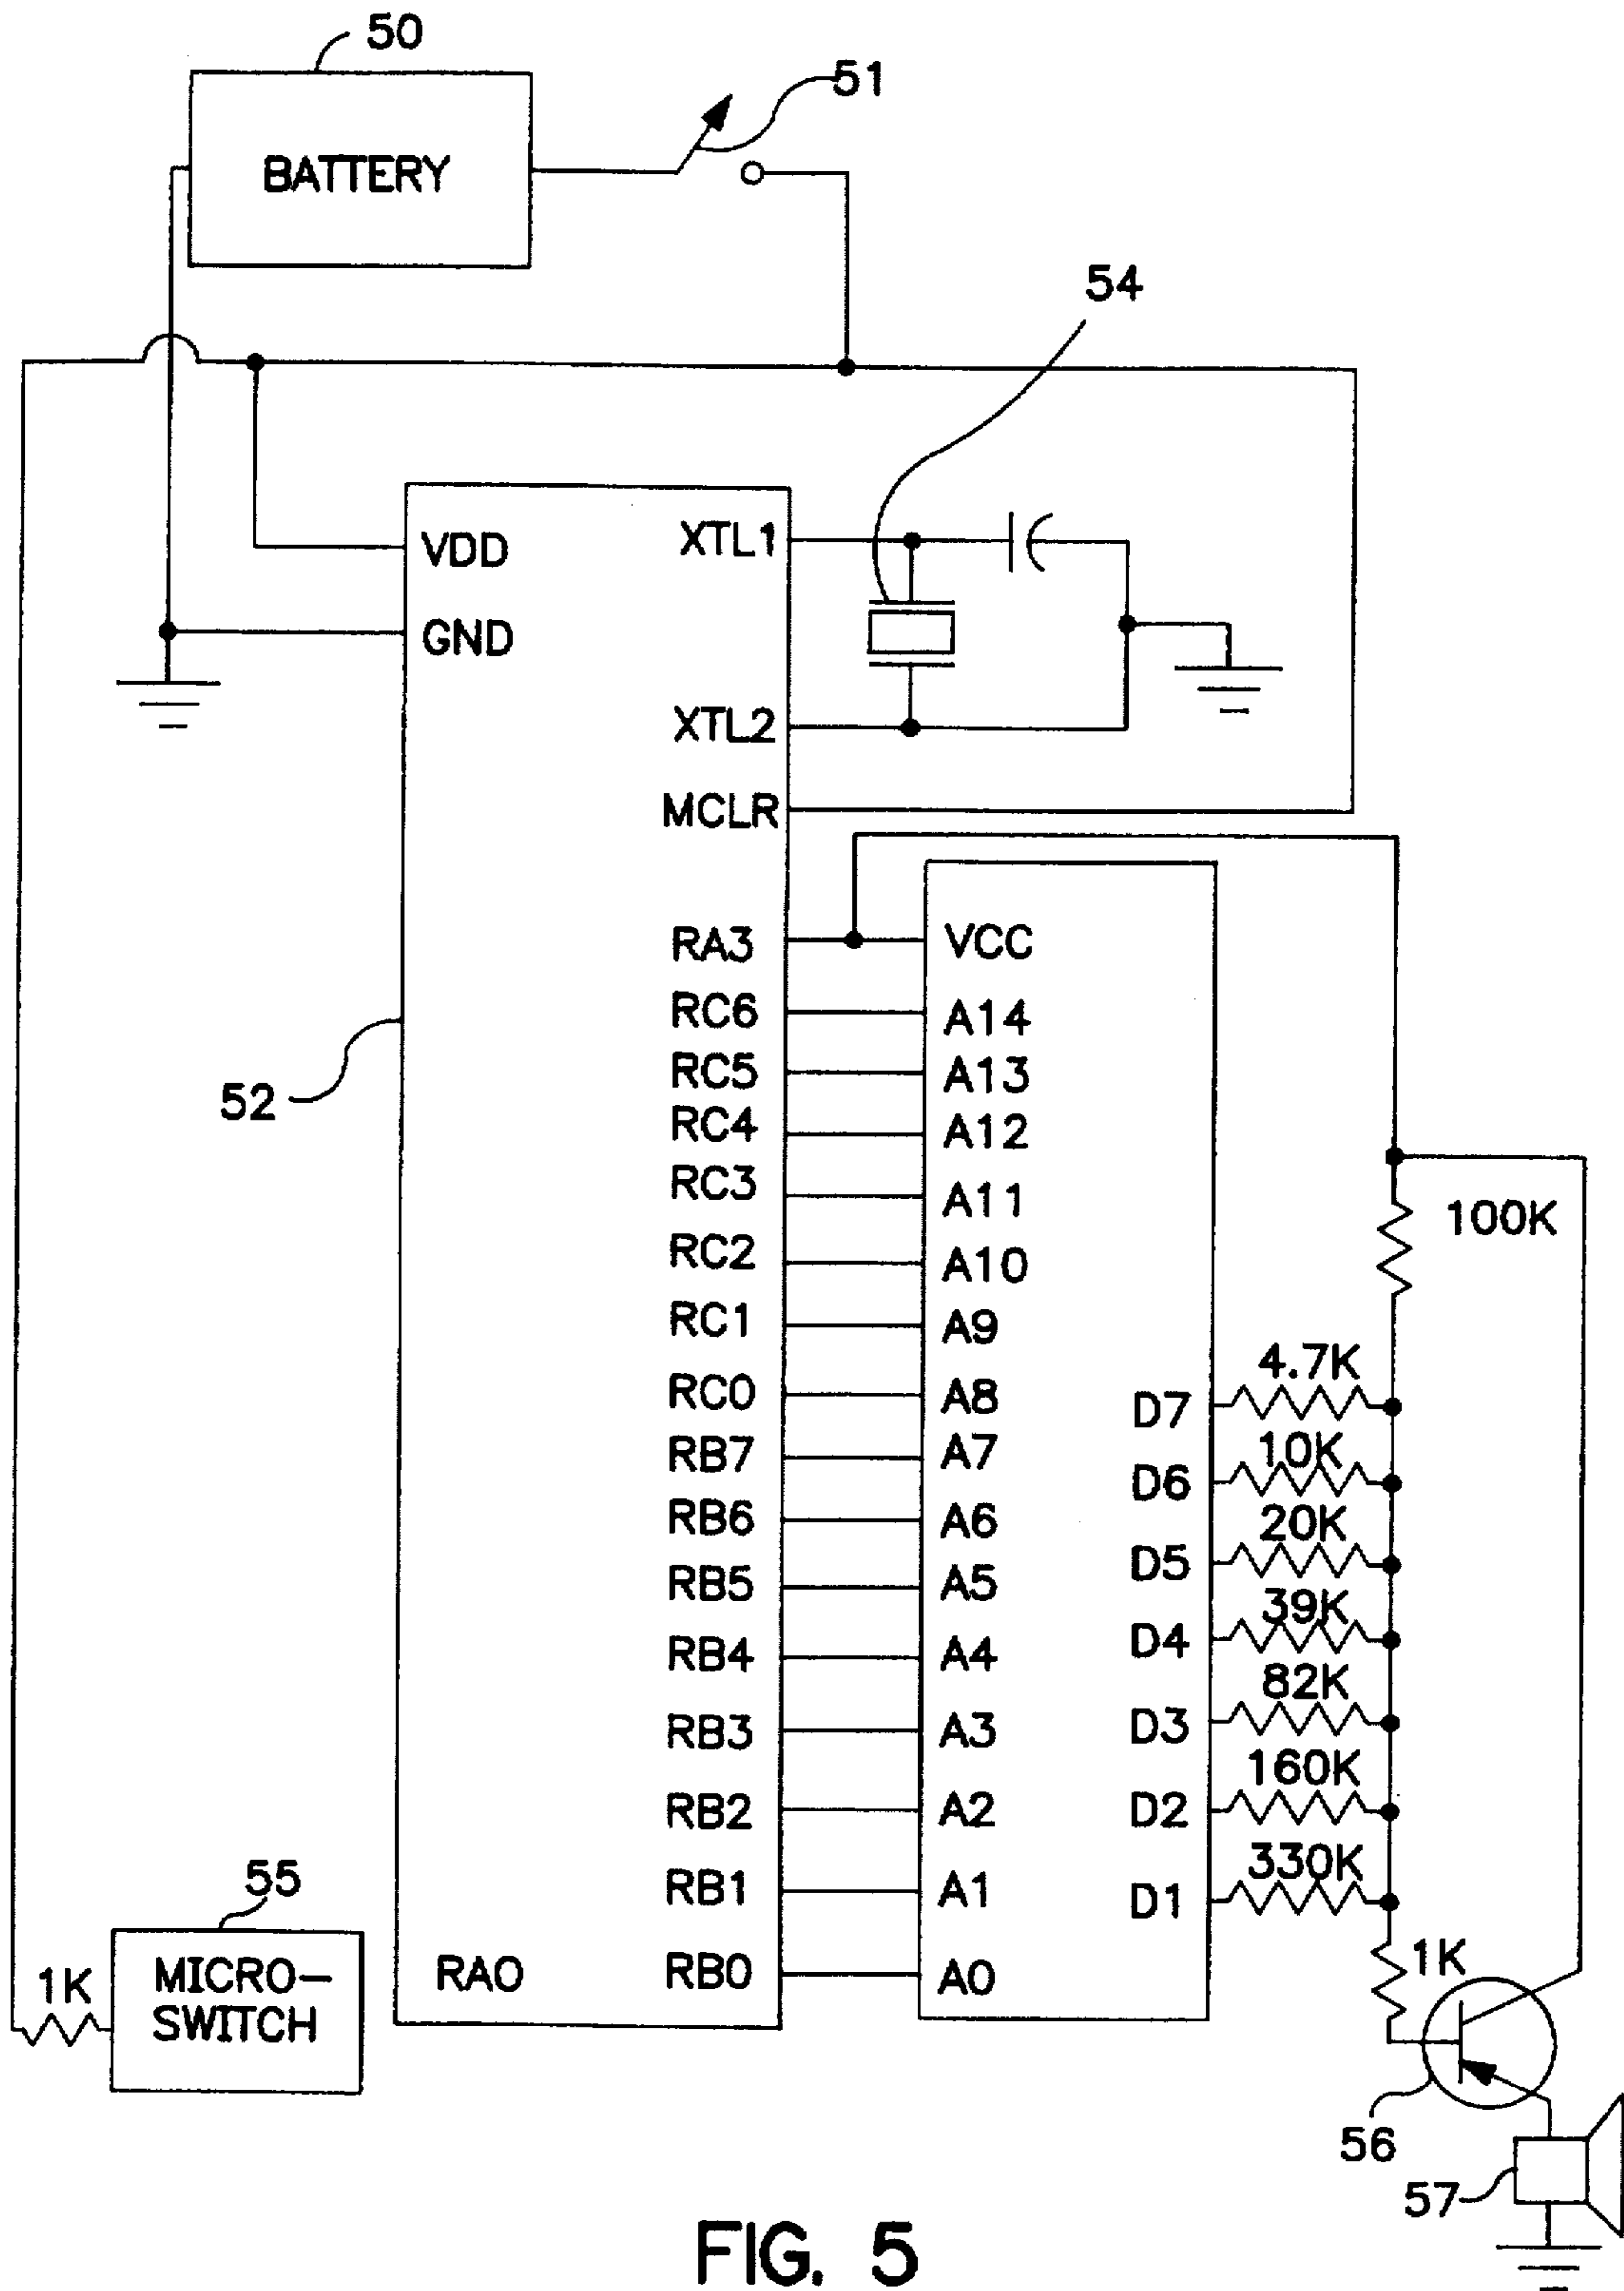 50
51
BATTERY
54
VDD
XTL1
GND
XTL2
MCLR
RA3
VCC
RC6
A14
RC5
A13
52
RC4
A12
RC3
A11
100K
RC2
A10
RC1
A9
4.7K
RC0
A8
D7
10K
RB7
A7
D6
20K
RB6
A6
D5
39K
RB5
A5
D4
82K
RB4
A4
D3
160K
RB3
A3
D2
330K
RB2
A2
D1
55
RB1
A1
1K
1K
MICRO-
SWITCH
RA0
RB0
A0
56
57
FIG. 5